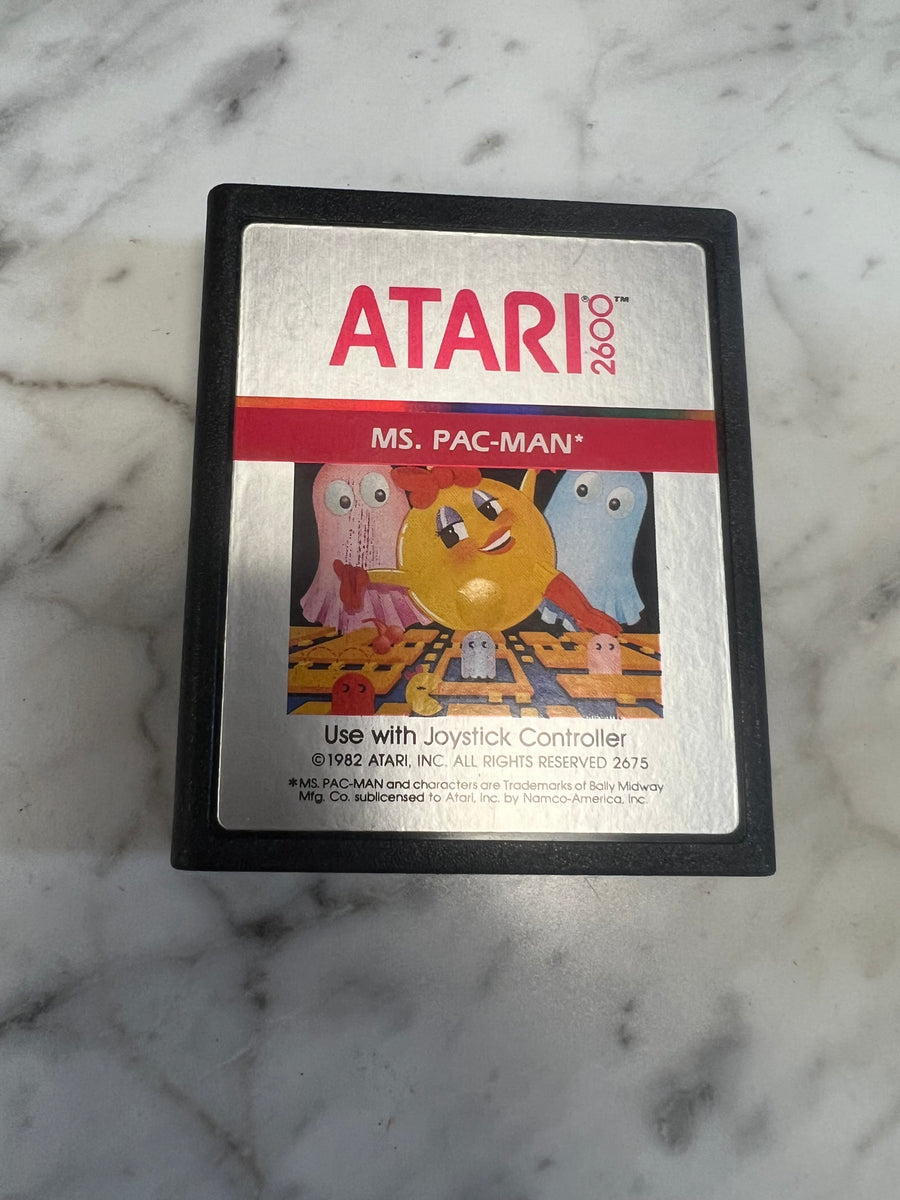 ATARI® 2600™
MS. PAC-MAN*
Use with Joystick Controller
©1982 ATARI, INC. ALL RIGHTS RESERVED 2675
*MS. PAC-MAN and characters are Trademarks of Bally Midway
Mfg. Co. sublicensed to Atari, Inc. by Namco-America, Inc.